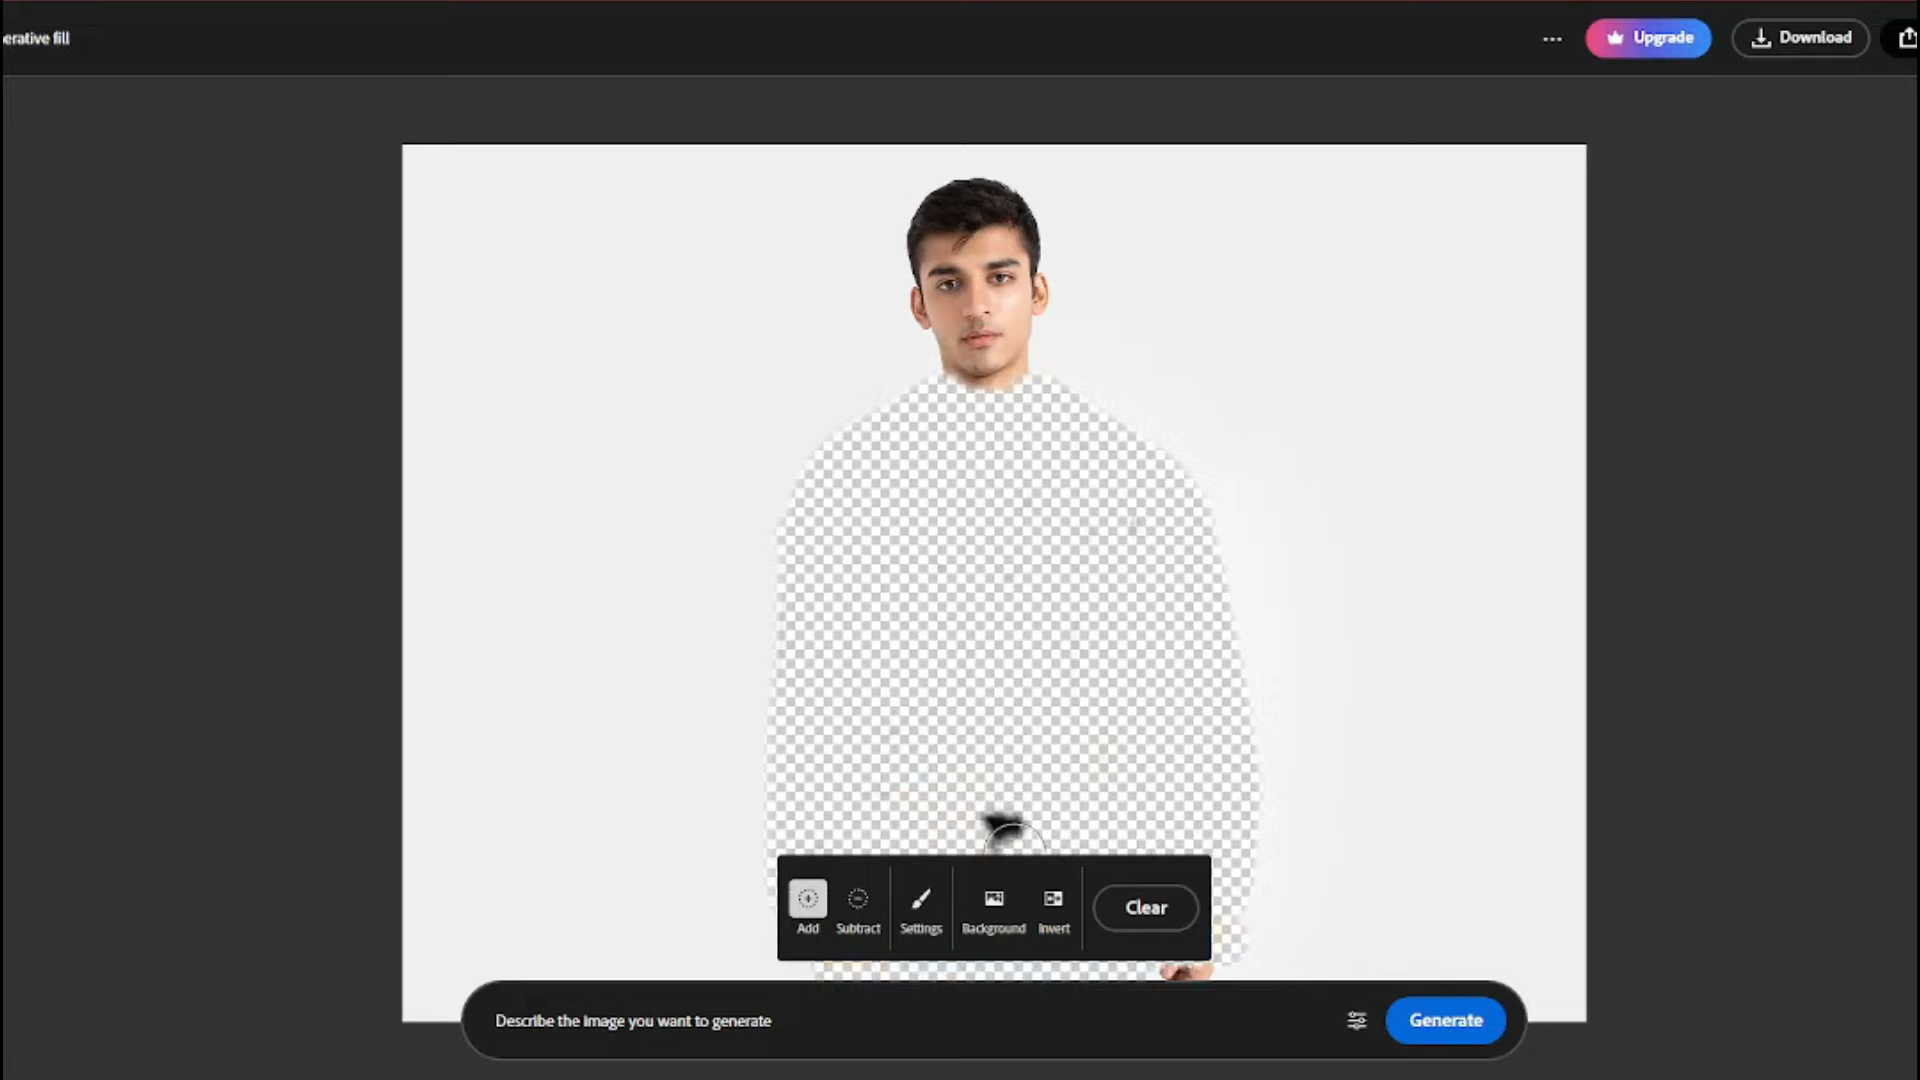 erative fill
Upgrade
Download
Add
Subtract
Settings
Background
Invert
Clear
Describe the image you want to generate
Generate